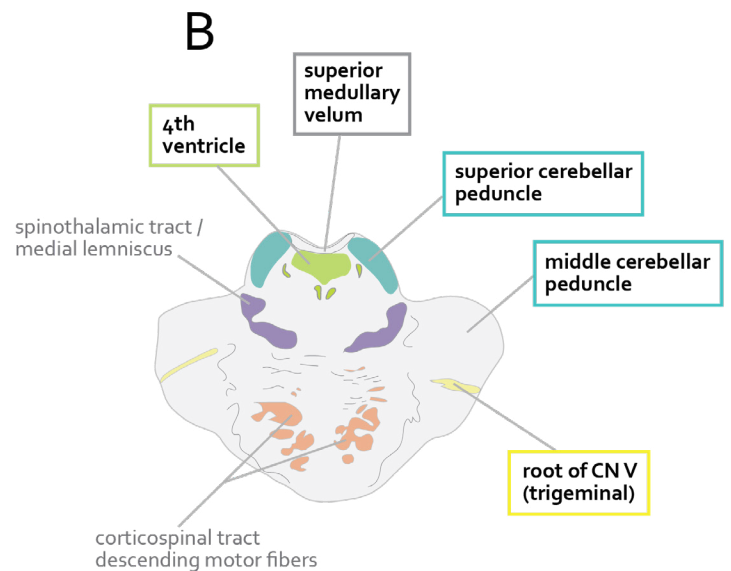 B
superior
medullary
velum
4th
ventricle
superior cerebellar
peduncle
spinothalamic tract /
medial lemniscus
middle cerebellar
peduncle
root of CN V
(trigeminal)
corticospinal tract
descending motor fibers